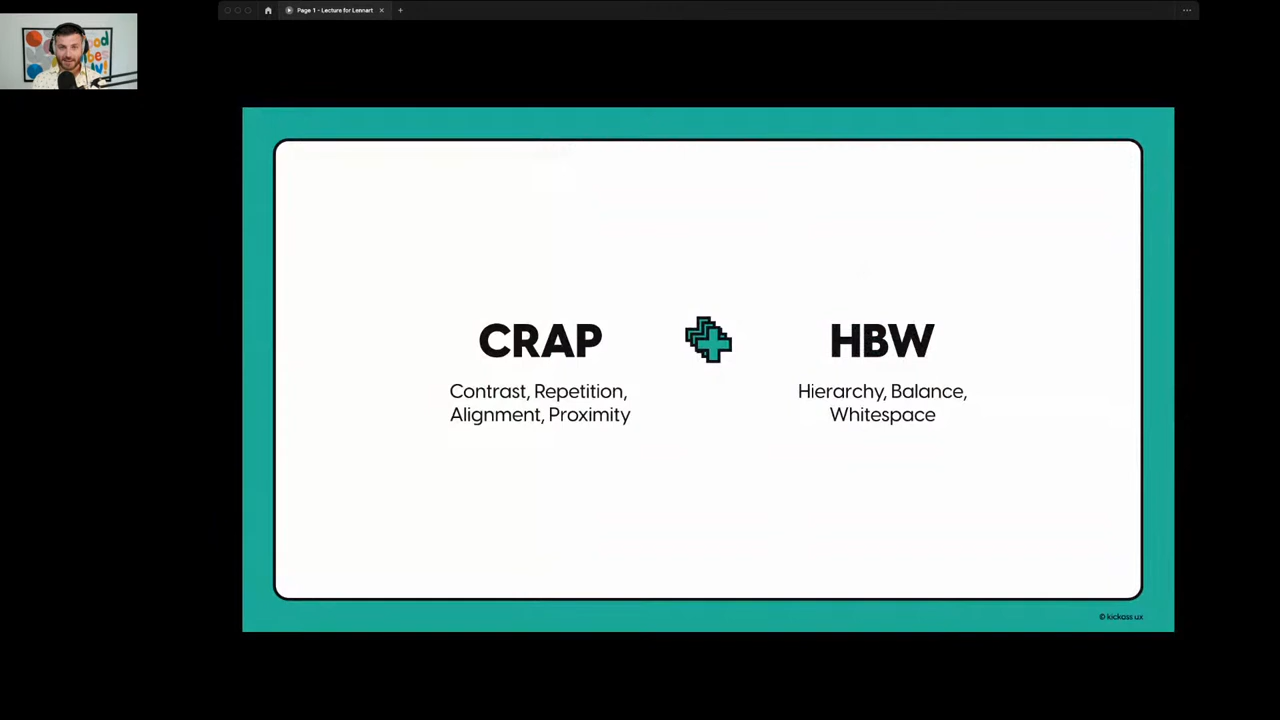 Page 1 - Lecture for Lennart
CRAP
Contrast, Repetition,
Alignment, Proximity
HBW
Hierarchy, Balance,
Whitespace
© kickass ux